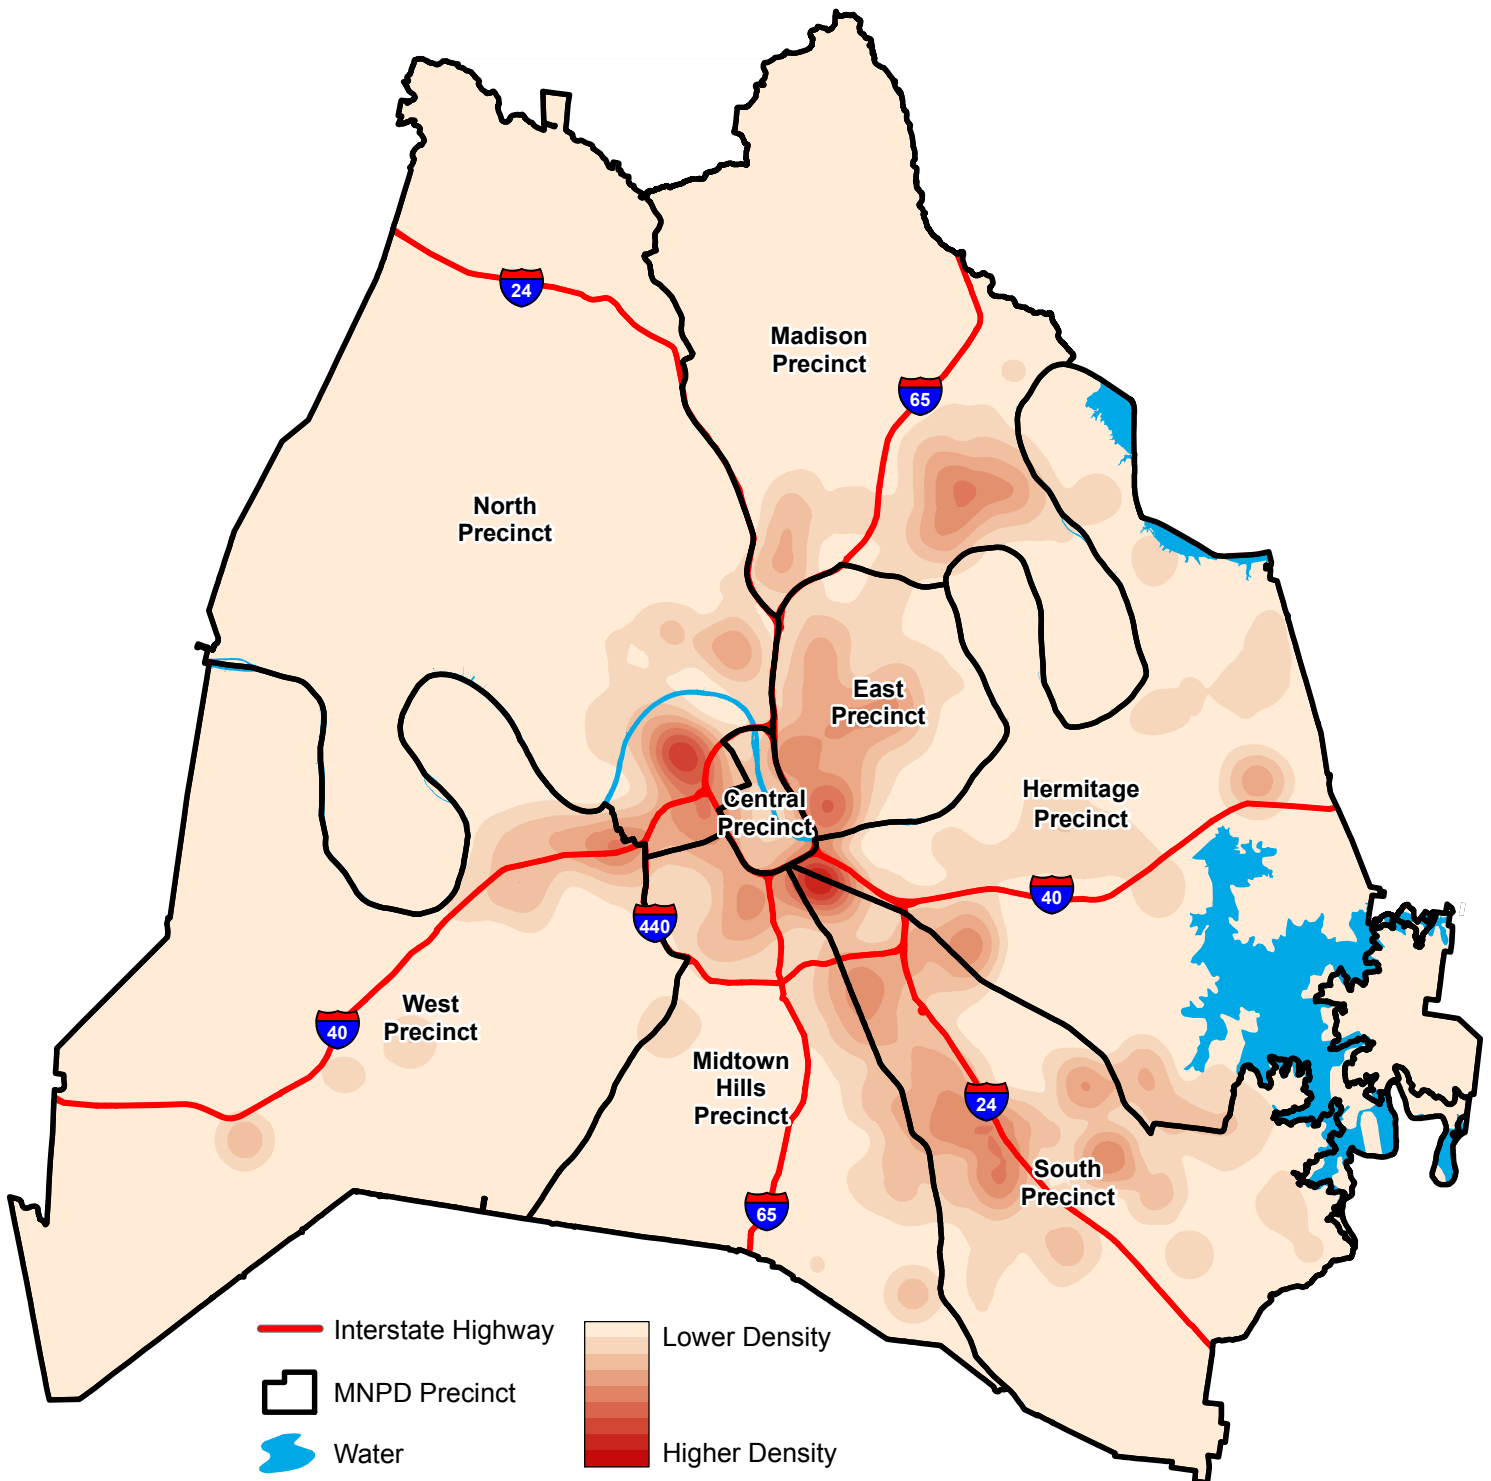 24
Madison
Precinct
65
North
Precinct
East
Precinct
Hermitage
Precinct
Central
Precinct
40
440
West
Precinct
40
Midtown
Hills
Precinct
24
South
Precinct
65
Interstate Highway
MNPD Precinct
Water
Lower Density
Higher Density